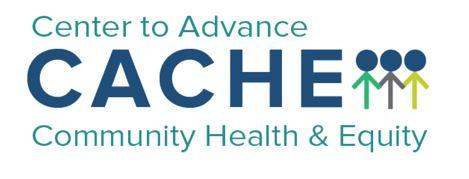 Center to Advance
CACHE
Community Health & Equity